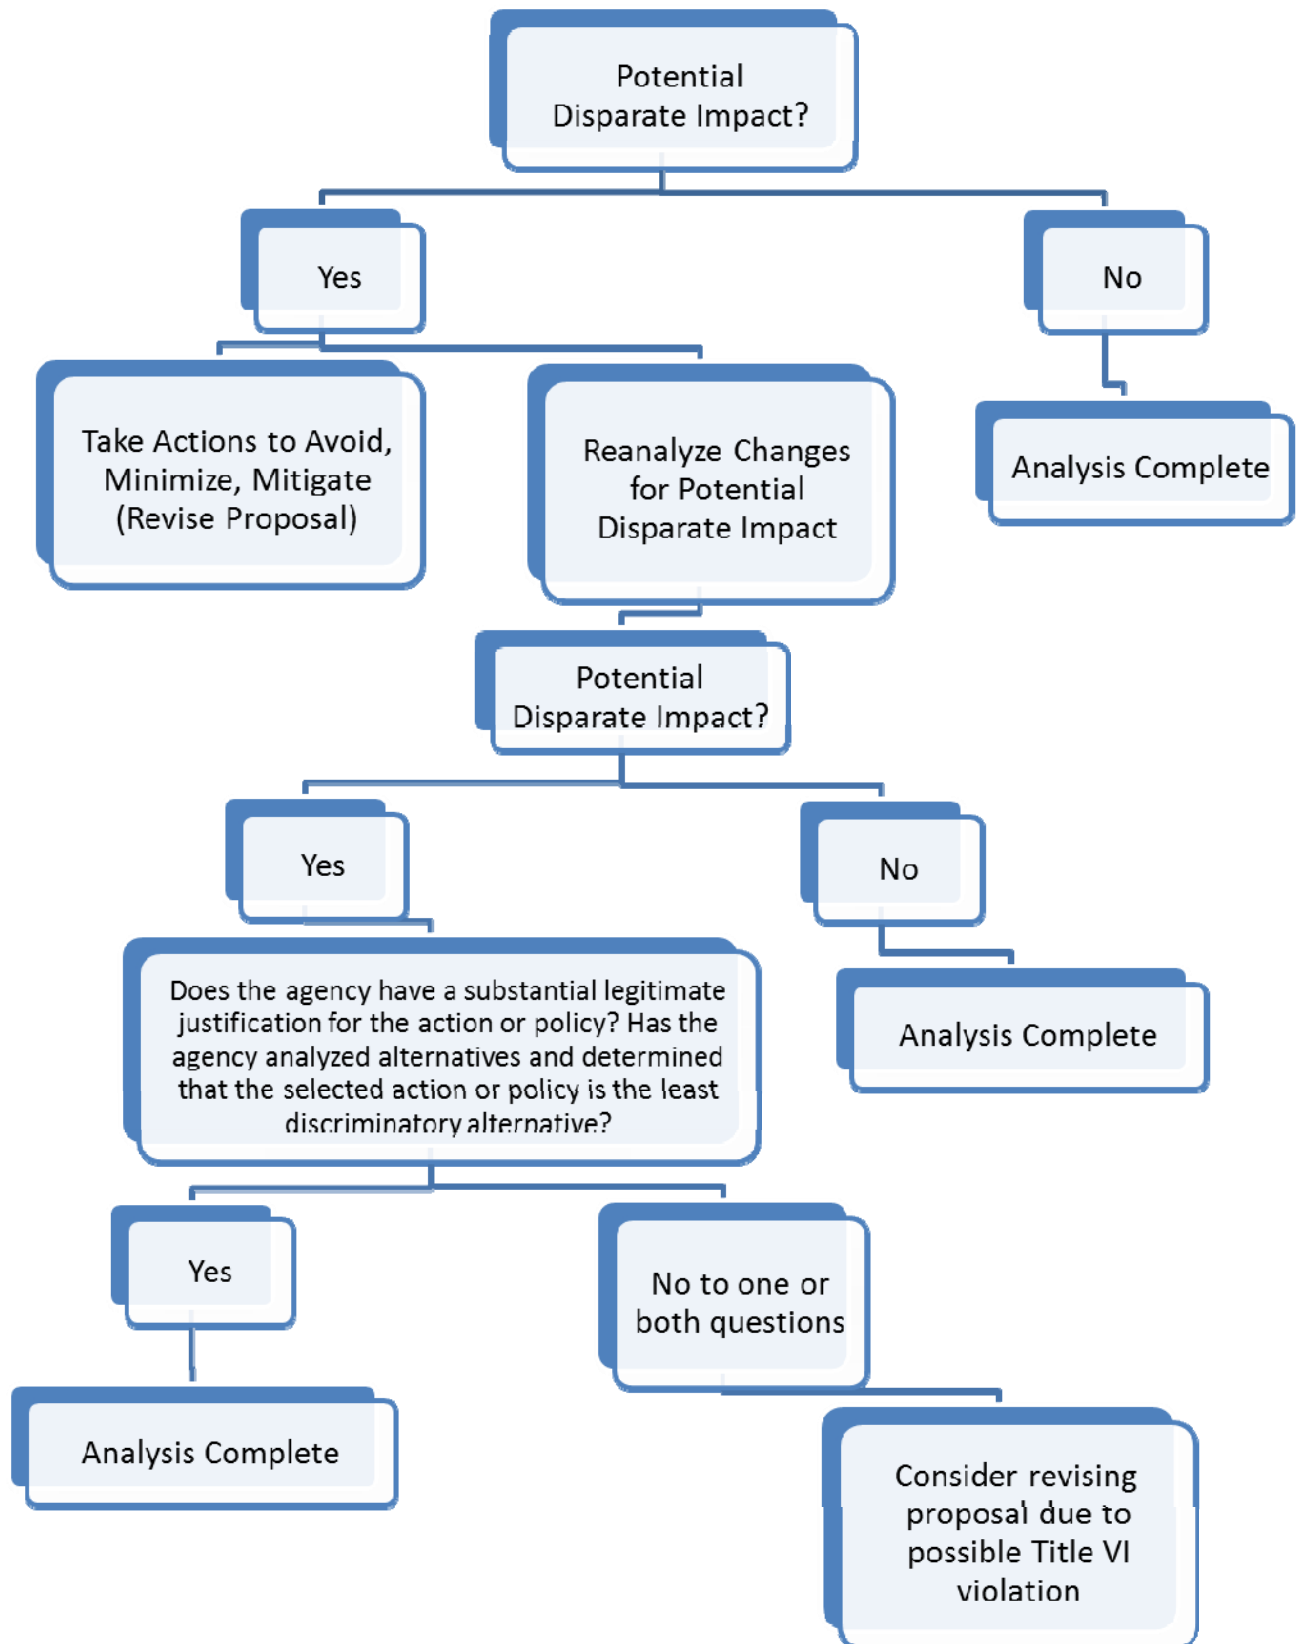 Potential
Disparate Impact?
Yes
No
Take Actions to Avoid,
Minimize, Mitigate
(Revise Proposal)
Reanalyze Changes
for Potential
Disparate Impact
Analysis Complete
Potential
Disparate Impact?
Yes
No
Does the agency have a substantial legitimate
justification for the action or policy? Has the
agency analyzed alternatives and determined
that the selected action or policy is the least
discriminatory alternative?
Analysis Complete
Yes
No to one or
both questions
Analysis Complete
Consider revising
proposal due to
possible Title VI
violation